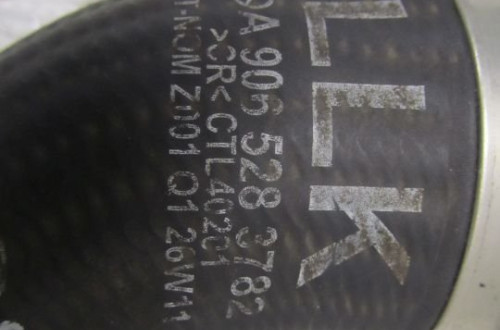 LLK
A 906 528 3782
>CR< CTL40201
T-NOM Z001 Q1 26W11